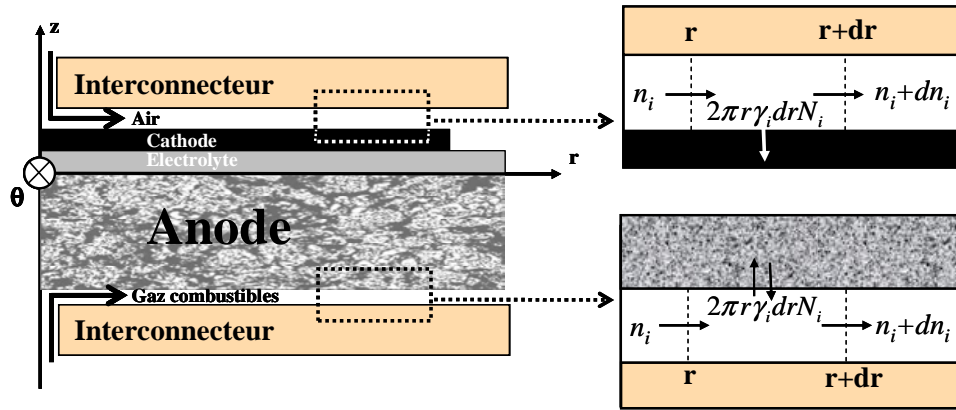 z
Interconnecteur
Air
Cathode
Electrolyte
r
θ
Anode
Gaz combustibles
Interconnecteur
r r+dr
n_i n_i+dn_i
2πrγ_idrN_i
2πrγ_idrN_i
n_i n_i+dn_i
r r+dr